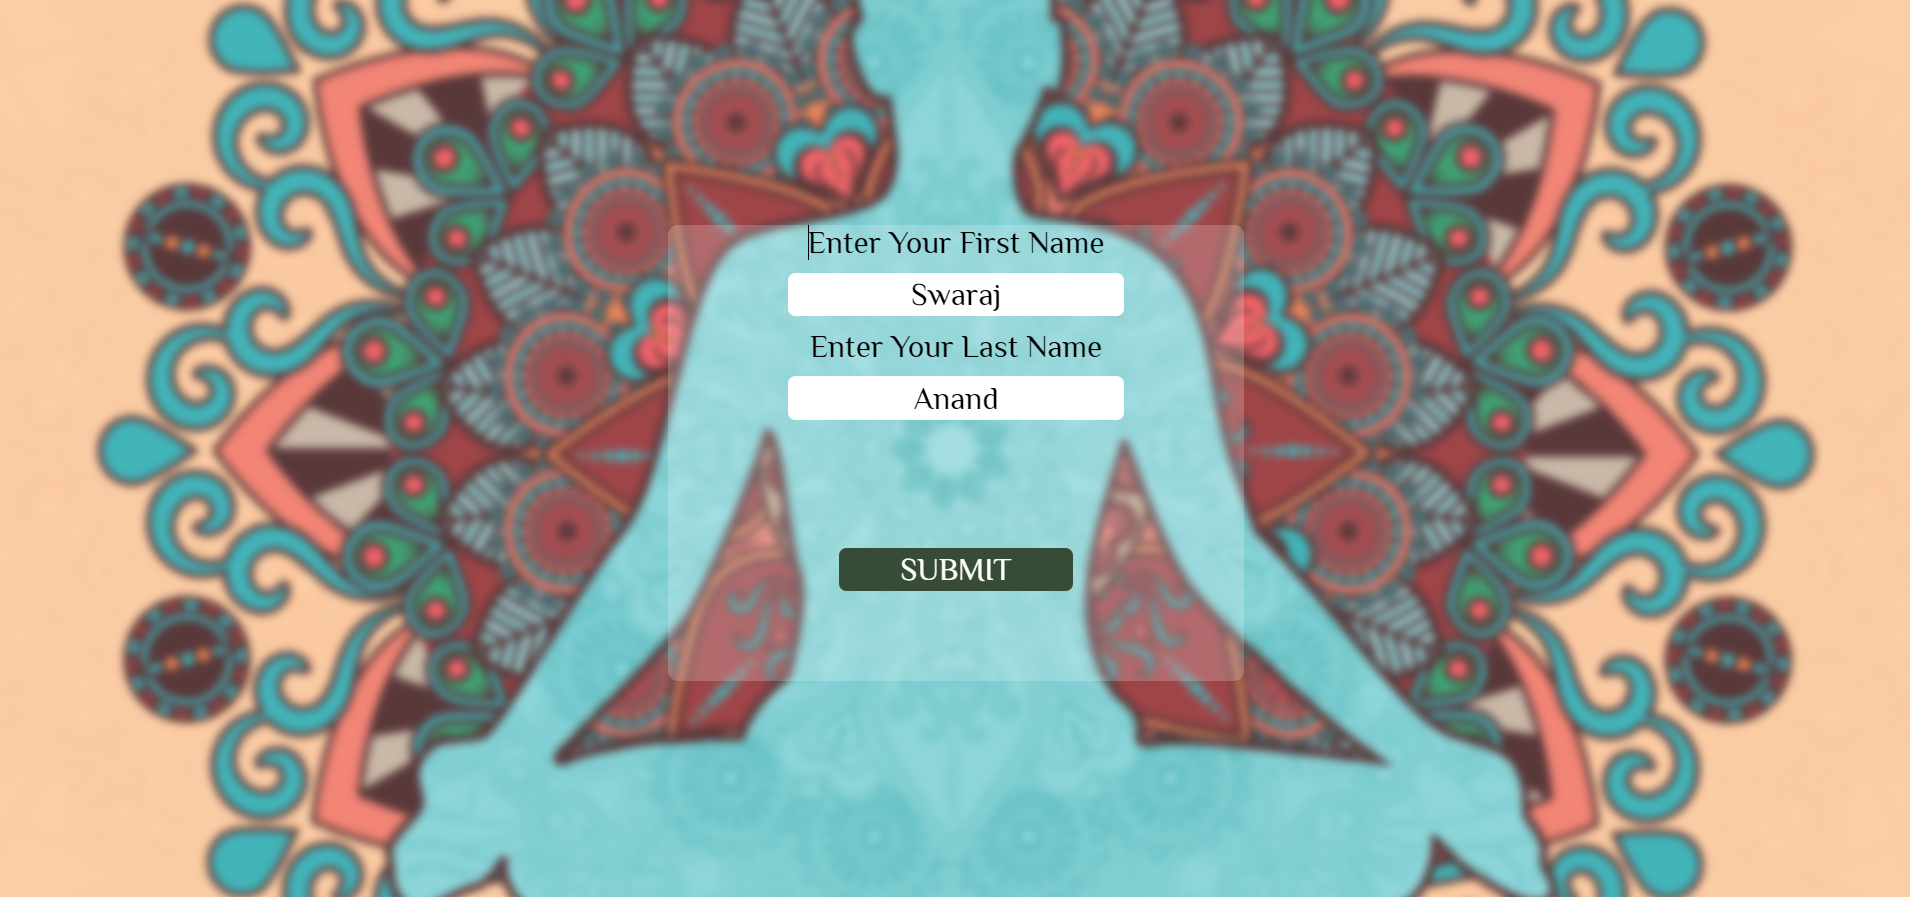 Enter Your First Name
Swaraj
Enter Your Last Name
Anand
SUBMIT